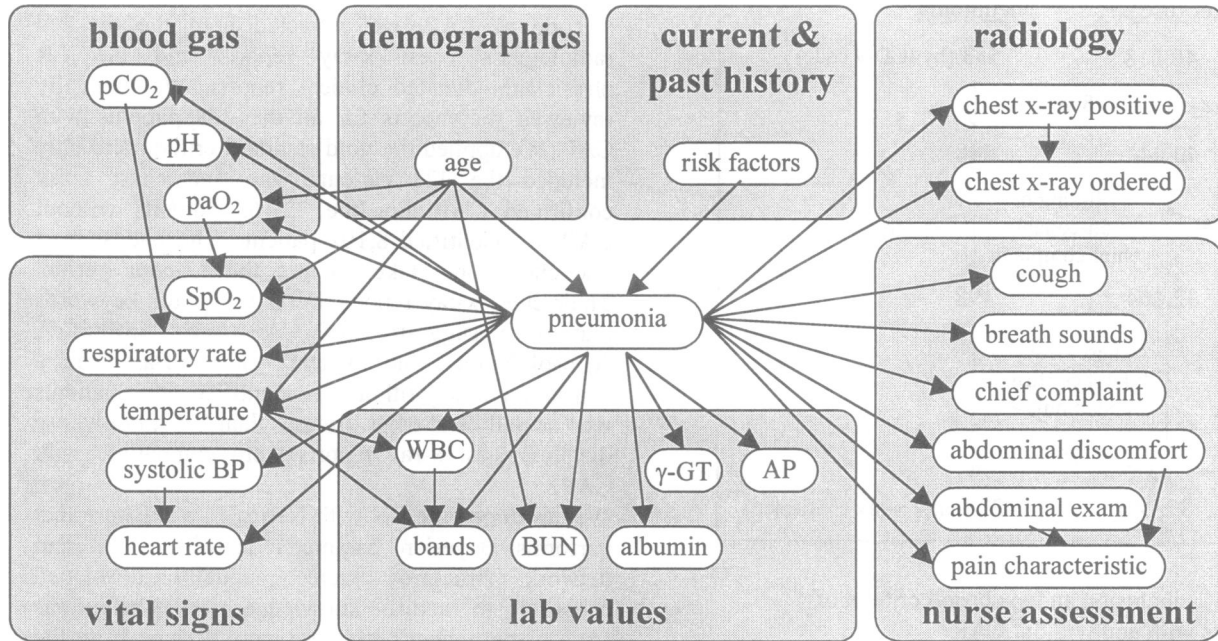 blood gas
pCO₂
pH
paO₂
demographics
age
current &
past history
risk factors
radiology
chest x-ray positive
chest x-ray ordered
pneumonia
SpO₂
respiratory rate
temperature
systolic BP
heart rate
vital signs
WBC
γ-GT
AP
bands
BUN
albumin
lab values
cough
breath sounds
chief complaint
abdominal discomfort
abdominal exam
pain characteristic
nurse assessment